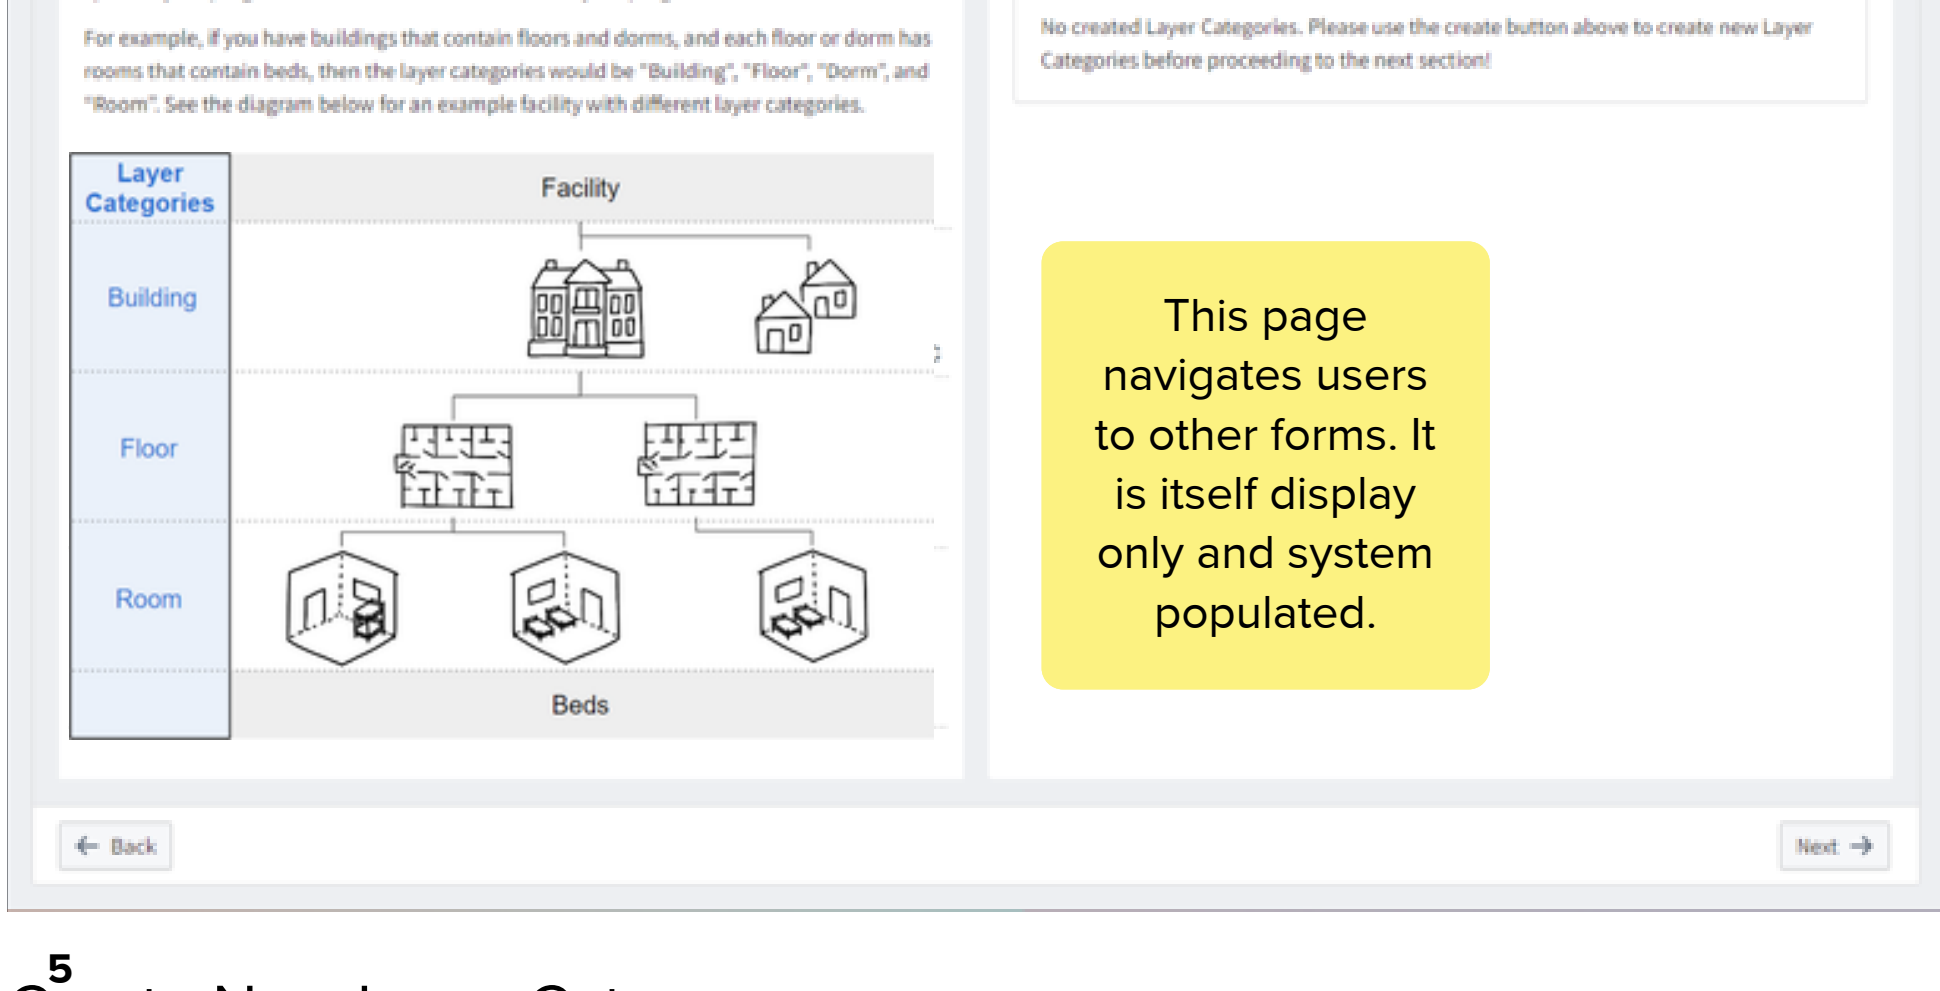 For example, if you have buildings that contain floors and dorms, and each floor or dorm has
rooms that contain beds, then the layer categories would be "Building", "Floor", "Dorm", and
"Room". See the diagram below for an example facility with different layer categories.
Layer
Categories
Facility
Building
Floor
Room
Beds
No created Layer Categories. Please use the create button above to create new Layer
Categories before proceeding to the next section!
This page
navigates users
to other forms. It
is itself display
only and system
populated.
Back
Next
5